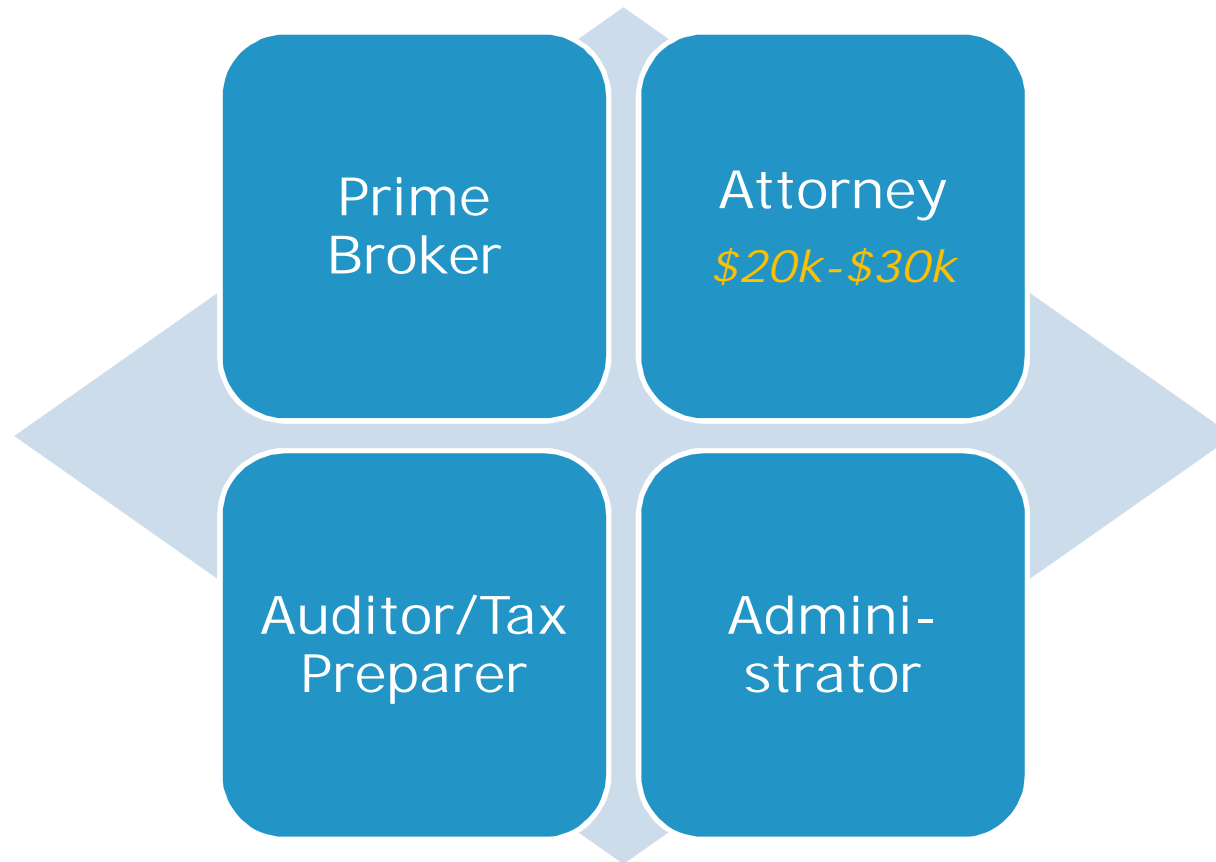 Prime
Broker
Attorney
$20k-$30k
Auditor/Tax
Preparer
Admini-
strator